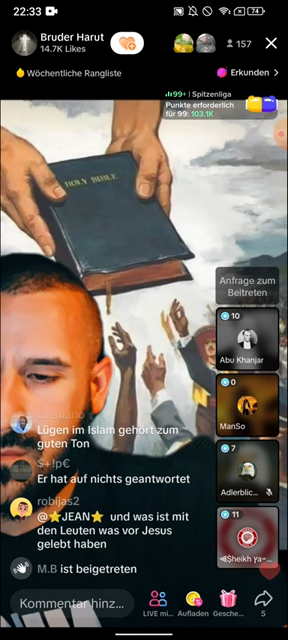 22:33
74
Bruder Harut
14.7K Likes
157
Wöchentliche Rangliste
Erkunden >
99+ | Spitzenliga
Punkte erforderlich
für 99: 103.1K
HOLY BIBLE
Anfrage zum
Beitreten
10
Abu Khanjar
0
ManSo
7
Adlerblic...
11
Sheikh
Lügen im Islam gehört zum
guten Ton
$+!p€
Er hat auf nichts geantwortet
robijas2
@⭐JEAN⭐ und was ist mit
den Leuten was vor Jesus
gelebt haben
M.B ist beigetreten
Kommentar hinz...
LIVE mi...
Aufladen
Gesche...
5